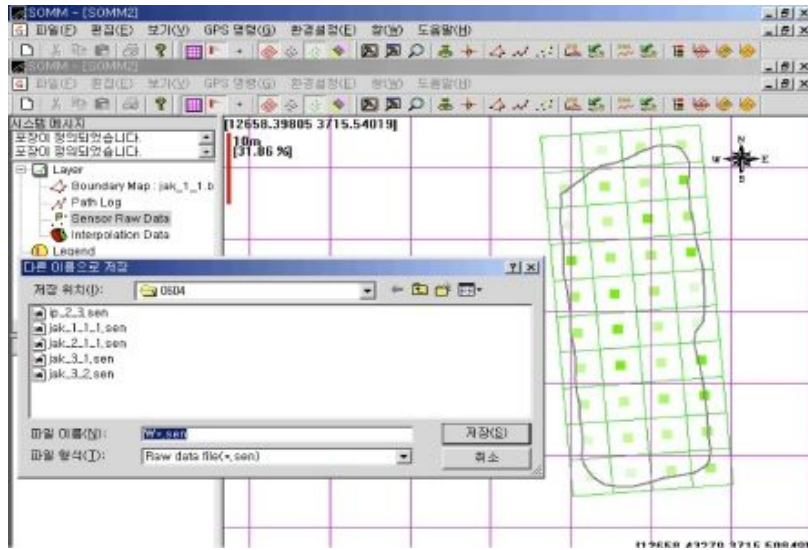 SOMM - [SOMM2]
파일(F) 편집(E) 보기(V) GPS 명령(G) 환경설정(E) 창(W) 도움말(H)
SOMM - [SOMM2]
파일(F) 편집(E) 보기(V) GPS 명령(G) 환경설정(E) 창(W) 도움말(H)
시스템 메시지
포장이 정의되었습니다.
포장이 정의되었습니다.
[12658.39805 3715.54019]
10m
[31.86 %]
N
W E
S
Layer
Boundary Map : jak_1_1.b
Path Log
Sensor Raw Data
Interpolation Data
Legend
다른 이름으로 저장
저장 위치(I): 0604
ip_2_3.sen
jak_1_1_1.sen
jak_2_1_1.sen
jak_3_1.sen
jak_3_2.sen
파일 이름(N): W*.sen 저장(S)
파일 형식(T): Raw data file(*.sen) 취소